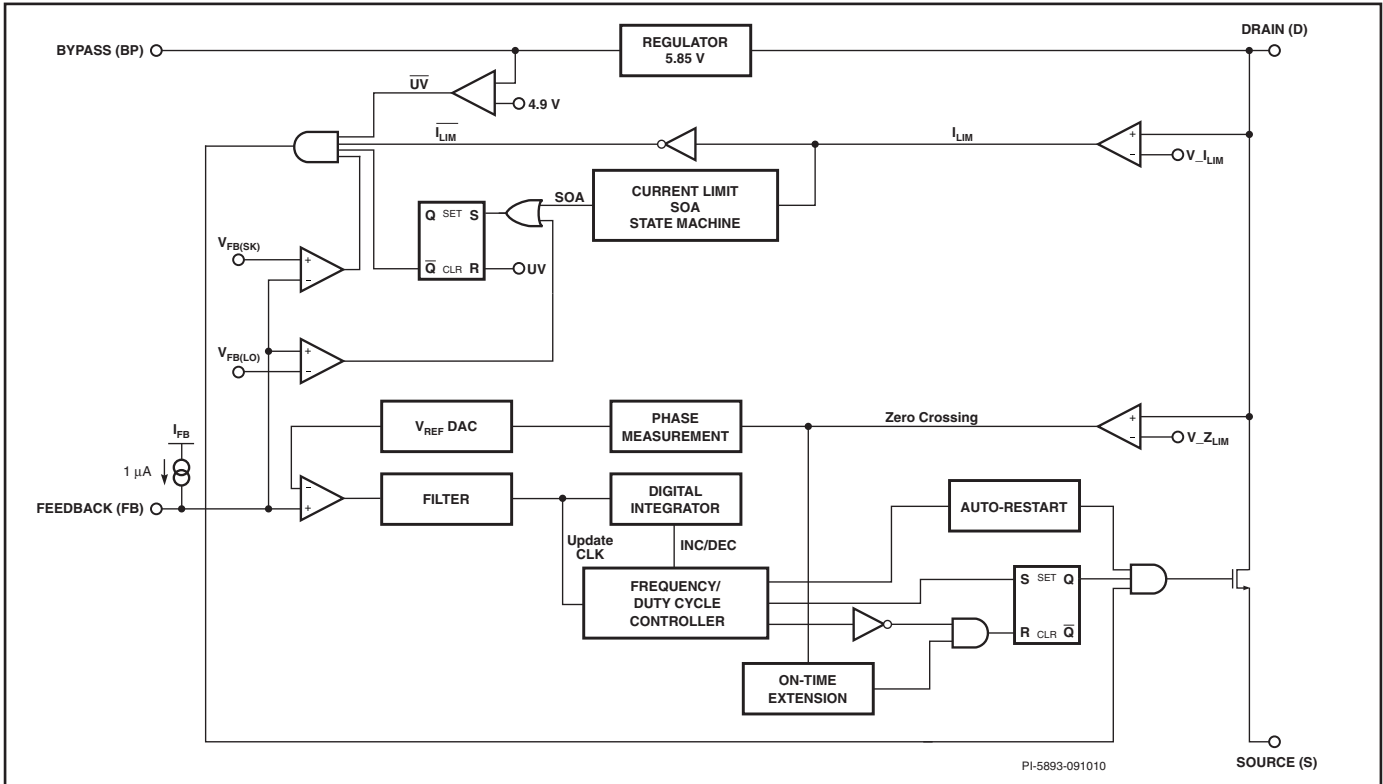 BYPASS (BP)
REGULATOR
5.85 V
DRAIN (D)
UV
4.9 V
ILIM
ILIM
+
-
V_ILIM
CURRENT LIMIT
SOA
STATE MACHINE
SOA
Q SET S
Q CLR R
UV
VFB(SK)
+
-
VFB(LO)
+
-
VREF DAC
PHASE
MEASUREMENT
Zero Crossing
+
-
V_ZLIM
IFB
1 µA
FEEDBACK (FB)
-
+
FILTER
DIGITAL
INTEGRATOR
AUTO-RESTART
Update
CLK
INC/DEC
FREQUENCY/
DUTY CYCLE
CONTROLLER
S SET Q
R CLR Q
ON-TIME
EXTENSION
PI-5893-091010
SOURCE (S)